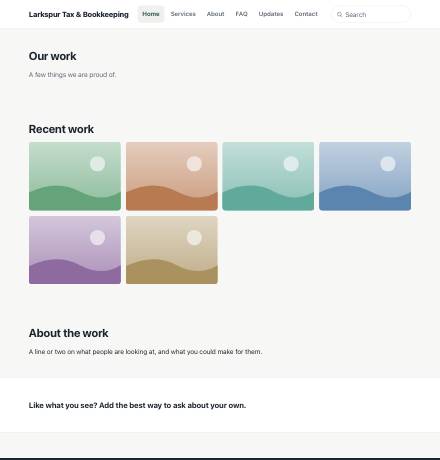 Larkspur Tax & Bookkeeping Home Services About FAQ Updates Contact Search
Our work
A few things we are proud of.
Recent work
About the work
A line or two on what people are looking at, and what you could make for them.
Like what you see? Add the best way to ask about your own.